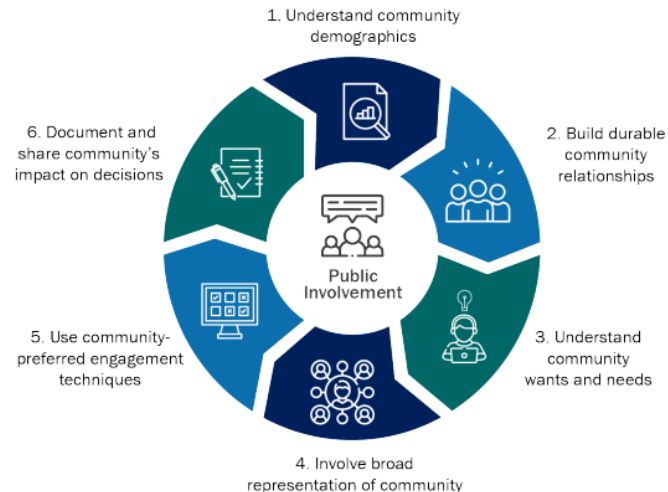 1. Understand community
demographics
2. Build durable
community
relationships
3. Understand
community
wants and needs
4. Involve broad
representation of community
5. Use community-
preferred engagement
techniques
6. Document and
share community's
impact on decisions
Public
Involvement